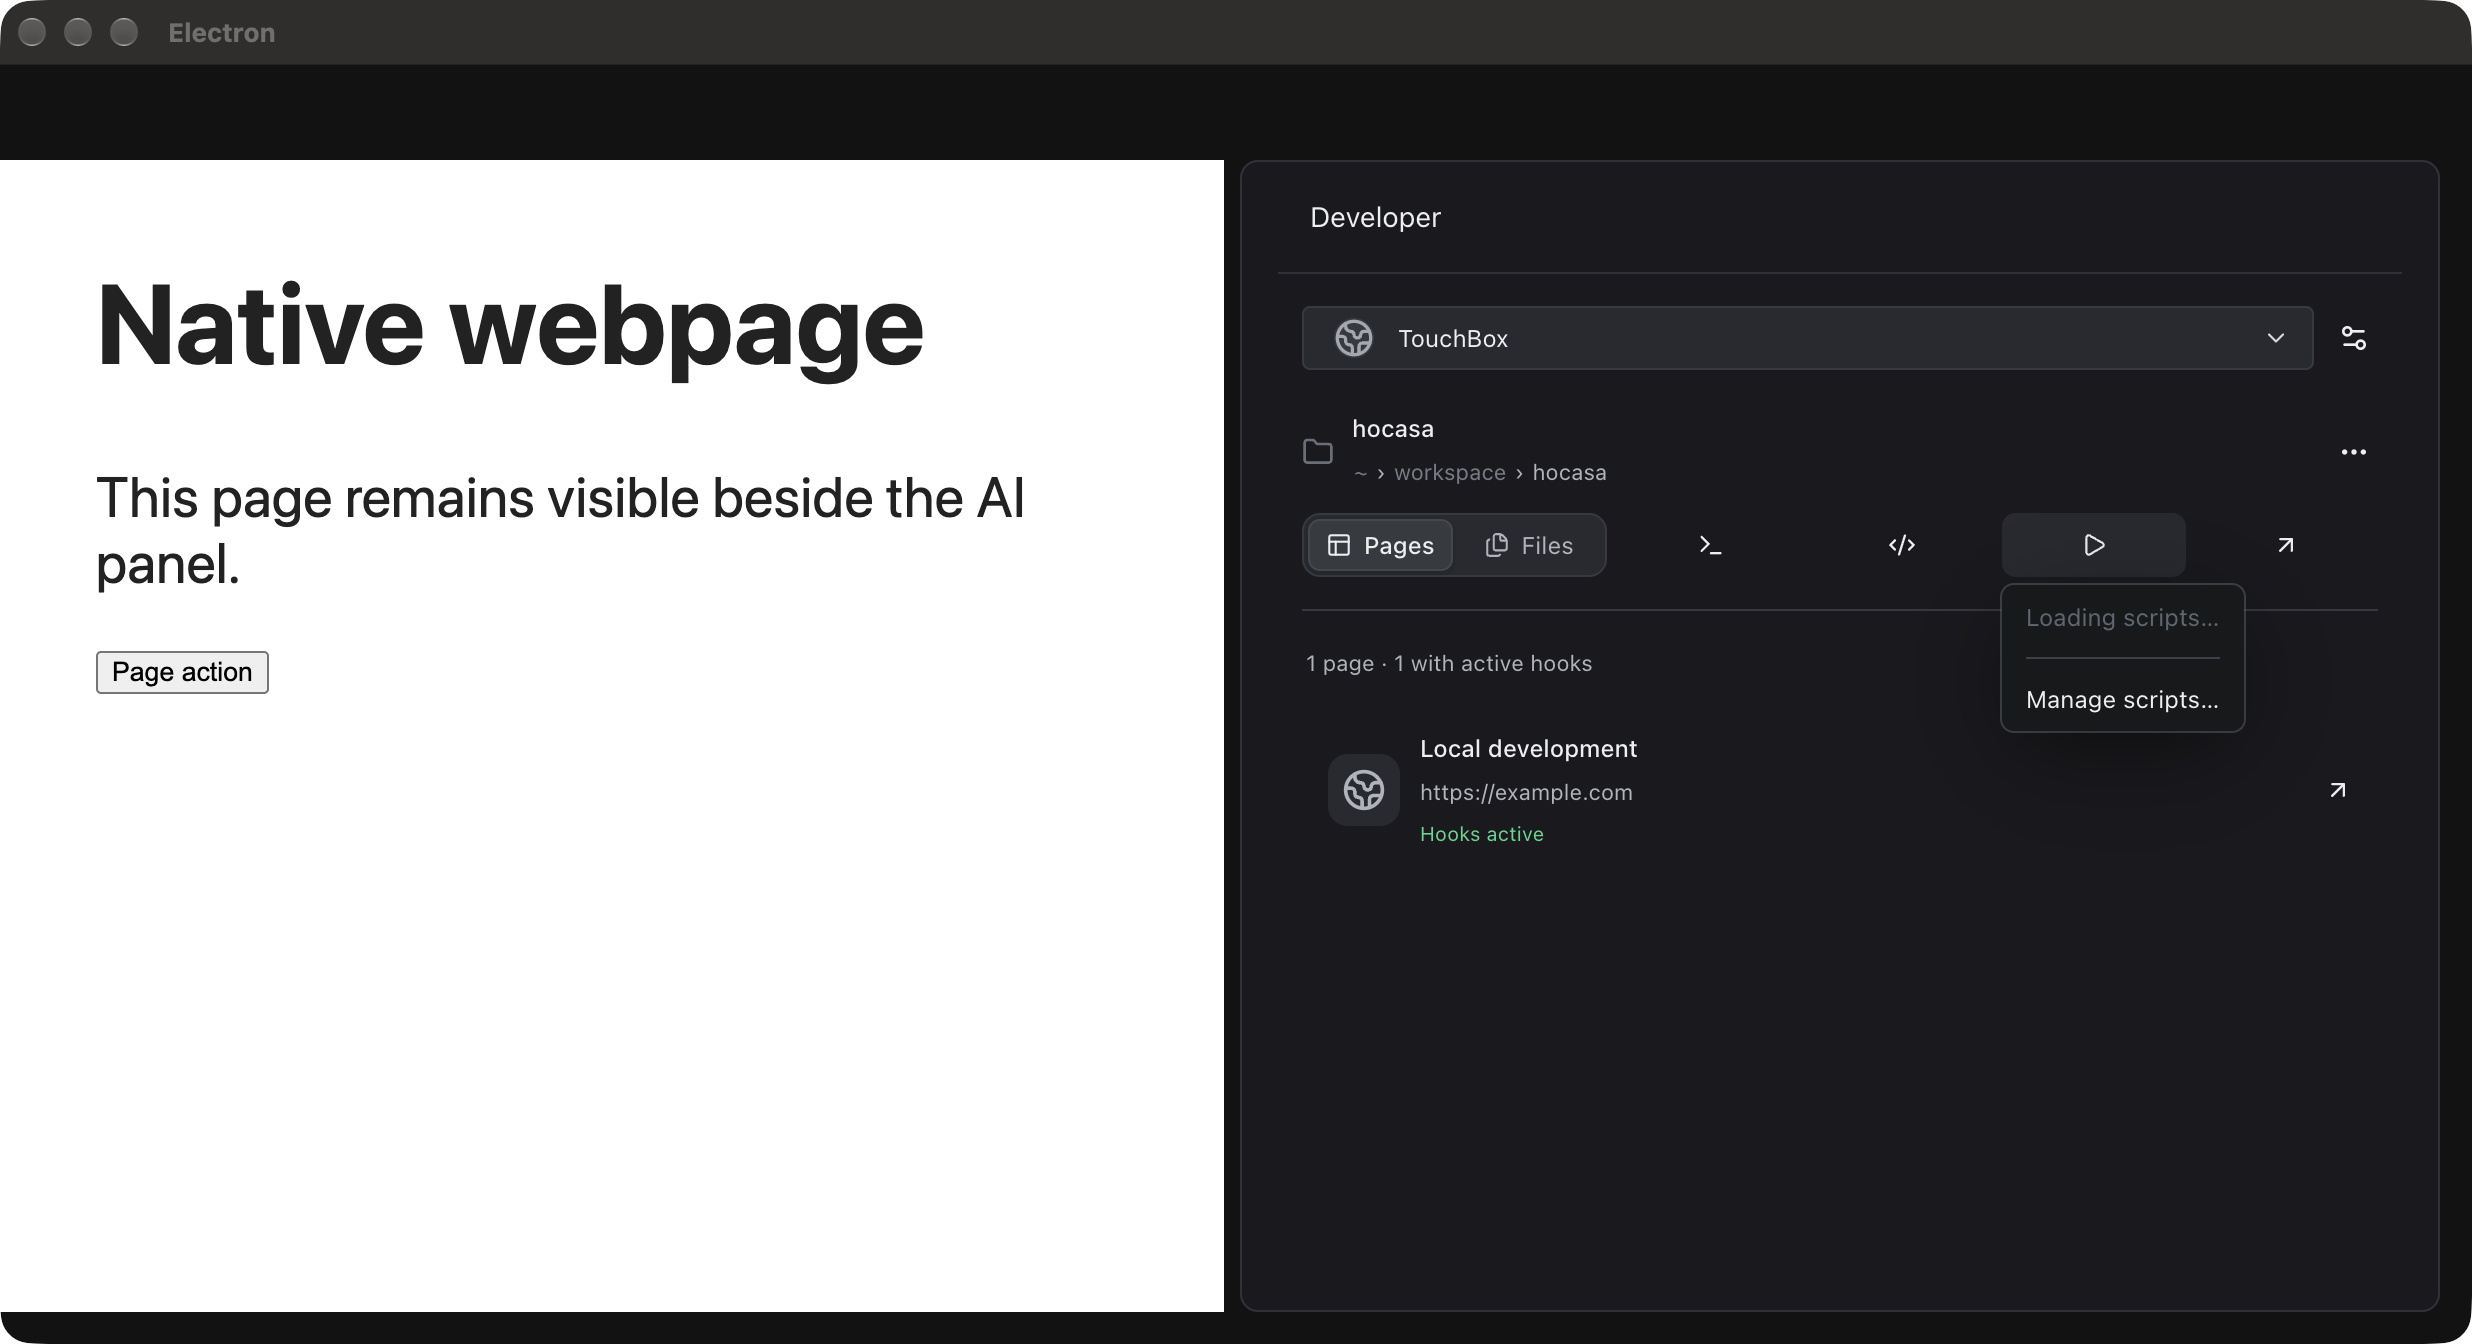 Electron
Native webpage
This page remains visible beside the AI
panel.
Page action
Developer
TouchBox
hocasa
~ › workspace › hocasa
Pages
Files
Loading scripts...
Manage scripts...
1 page · 1 with active hooks
Local development
https://example.com
Hooks active